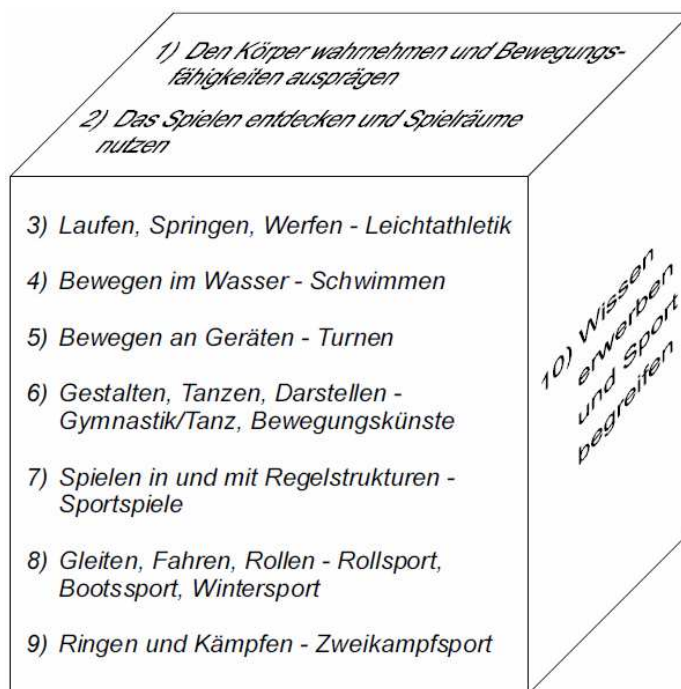 1) Den Körper wahrnehmen und Bewegungs-
fähigkeiten ausprägen
2) Das Spielen entdecken und Spielräume
nutzen
3) Laufen, Springen, Werfen - Leichtathletik
4) Bewegen im Wasser - Schwimmen
5) Bewegen an Geräten - Turnen
6) Gestalten, Tanzen, Darstellen -
Gymnastik/Tanz, Bewegungskünste
7) Spielen in und mit Regelstrukturen -
Sportspiele
8) Gleiten, Fahren, Rollen - Rollsport,
Bootssport, Wintersport
9) Ringen und Kämpfen - Zweikampfsport
10) Wissen
erwerben
und Sport
begreifen